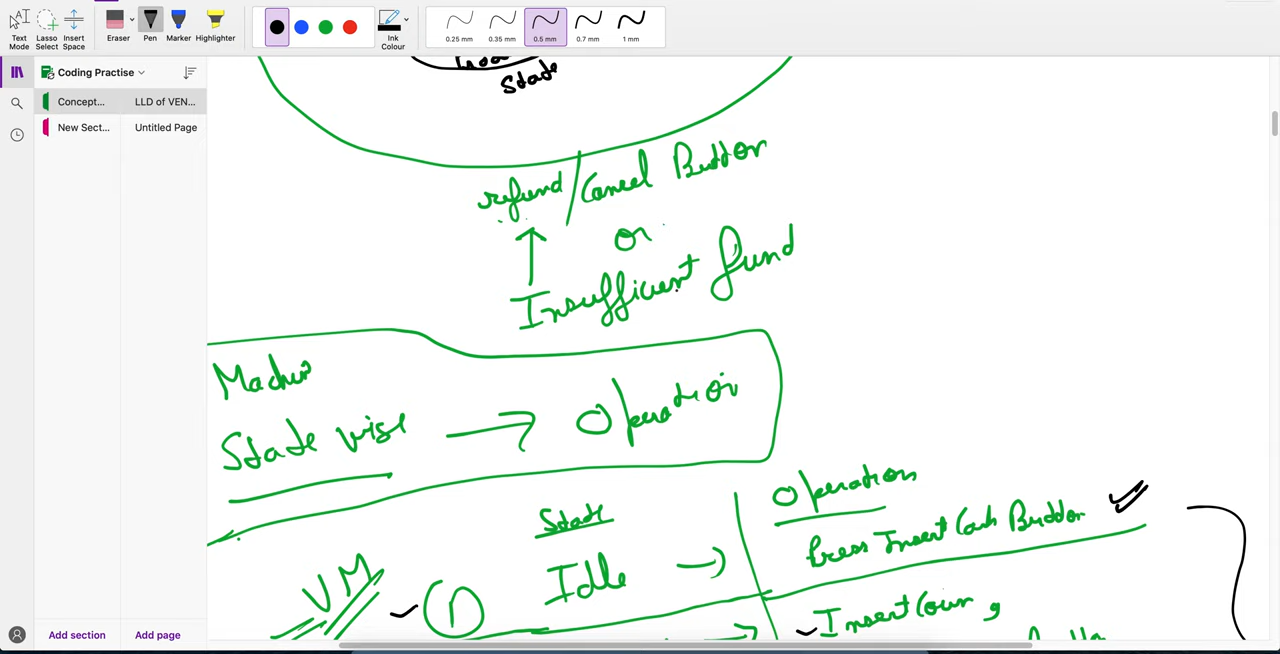 Text Mode
Lasso Select
Insert Space
Eraser
Pen
Marker
Highlighter
Ink Colour
0.25 mm
0.35 mm
0.5 mm
0.7 mm
1 mm
Coding Practise
Concept...
LLD of VEN...
New Sect...
Untitled Page
Add section
Add page
State
refund/Cancel Button
or
Insufficient fund
Machin
State wise → Operation
State
Operation
VM
1
Idle →
Press Insert Cash Button
Insert Coin,